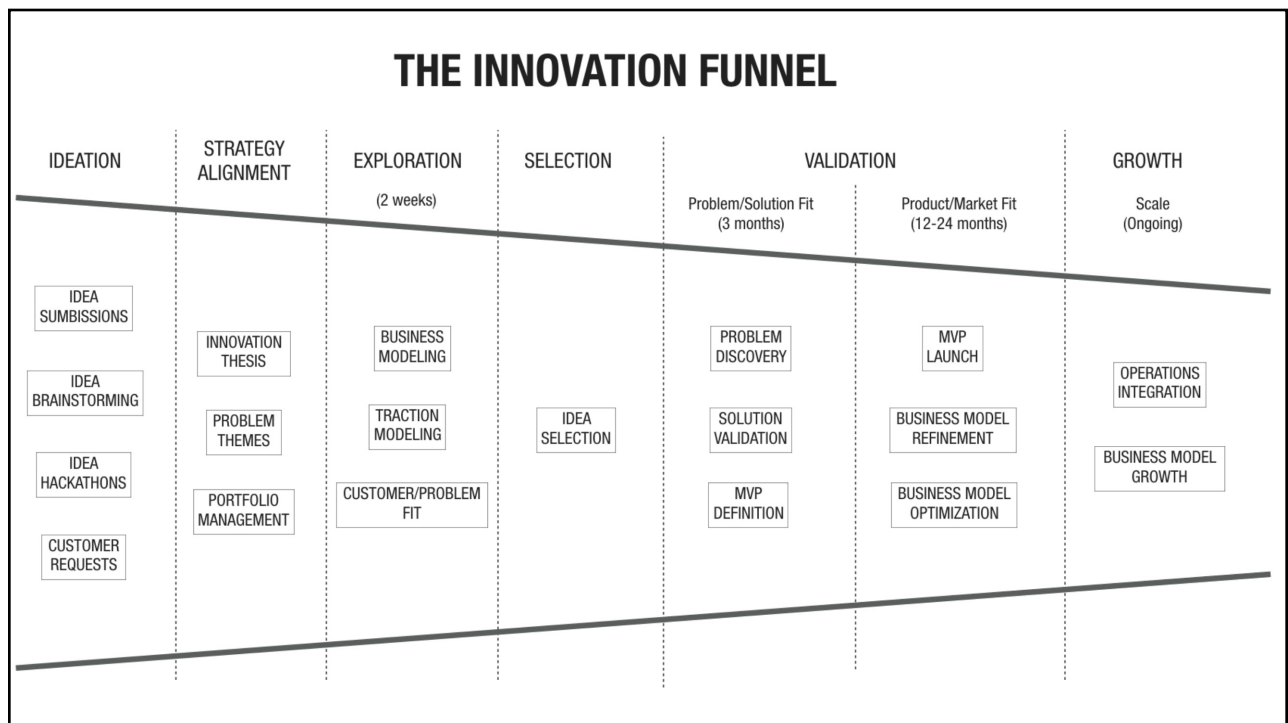 THE INNOVATION FUNNEL
IDEATION
STRATEGY
ALIGNMENT
EXPLORATION
(2 weeks)
SELECTION
VALIDATION
Problem/Solution Fit
(3 months)
Product/Market Fit
(12-24 months)
GROWTH
Scale
(Ongoing)
IDEA
SUMBISSIONS
IDEA
BRAINSTORMING
IDEA
HACKATHONS
CUSTOMER
REQUESTS
INNOVATION
THESIS
PROBLEM
THEMES
PORTFOLIO
MANAGEMENT
BUSINESS
MODELING
TRACTION
MODELING
CUSTOMER/PROBLEM
FIT
IDEA
SELECTION
PROBLEM
DISCOVERY
SOLUTION
VALIDATION
MVP
DEFINITION
MVP
LAUNCH
BUSINESS MODEL
REFINEMENT
BUSINESS MODEL
OPTIMIZATION
OPERATIONS
INTEGRATION
BUSINESS MODEL
GROWTH